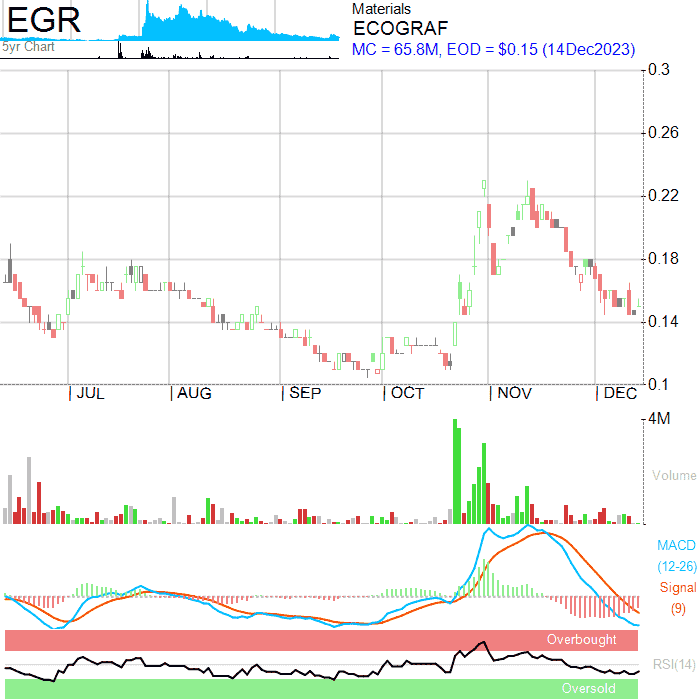 EGR
5yr Chart
Materials
ECOGRAF
MC = 65.8M, EOD = $0.15 (14Dec2023)
0.3
0.26
0.22
0.18
0.14
0.1
JUL AUG SEP OCT NOV DEC
4M
Volume
MACD
(12-26)
Signal
(9)
Overbought
RSI(14)
Oversold